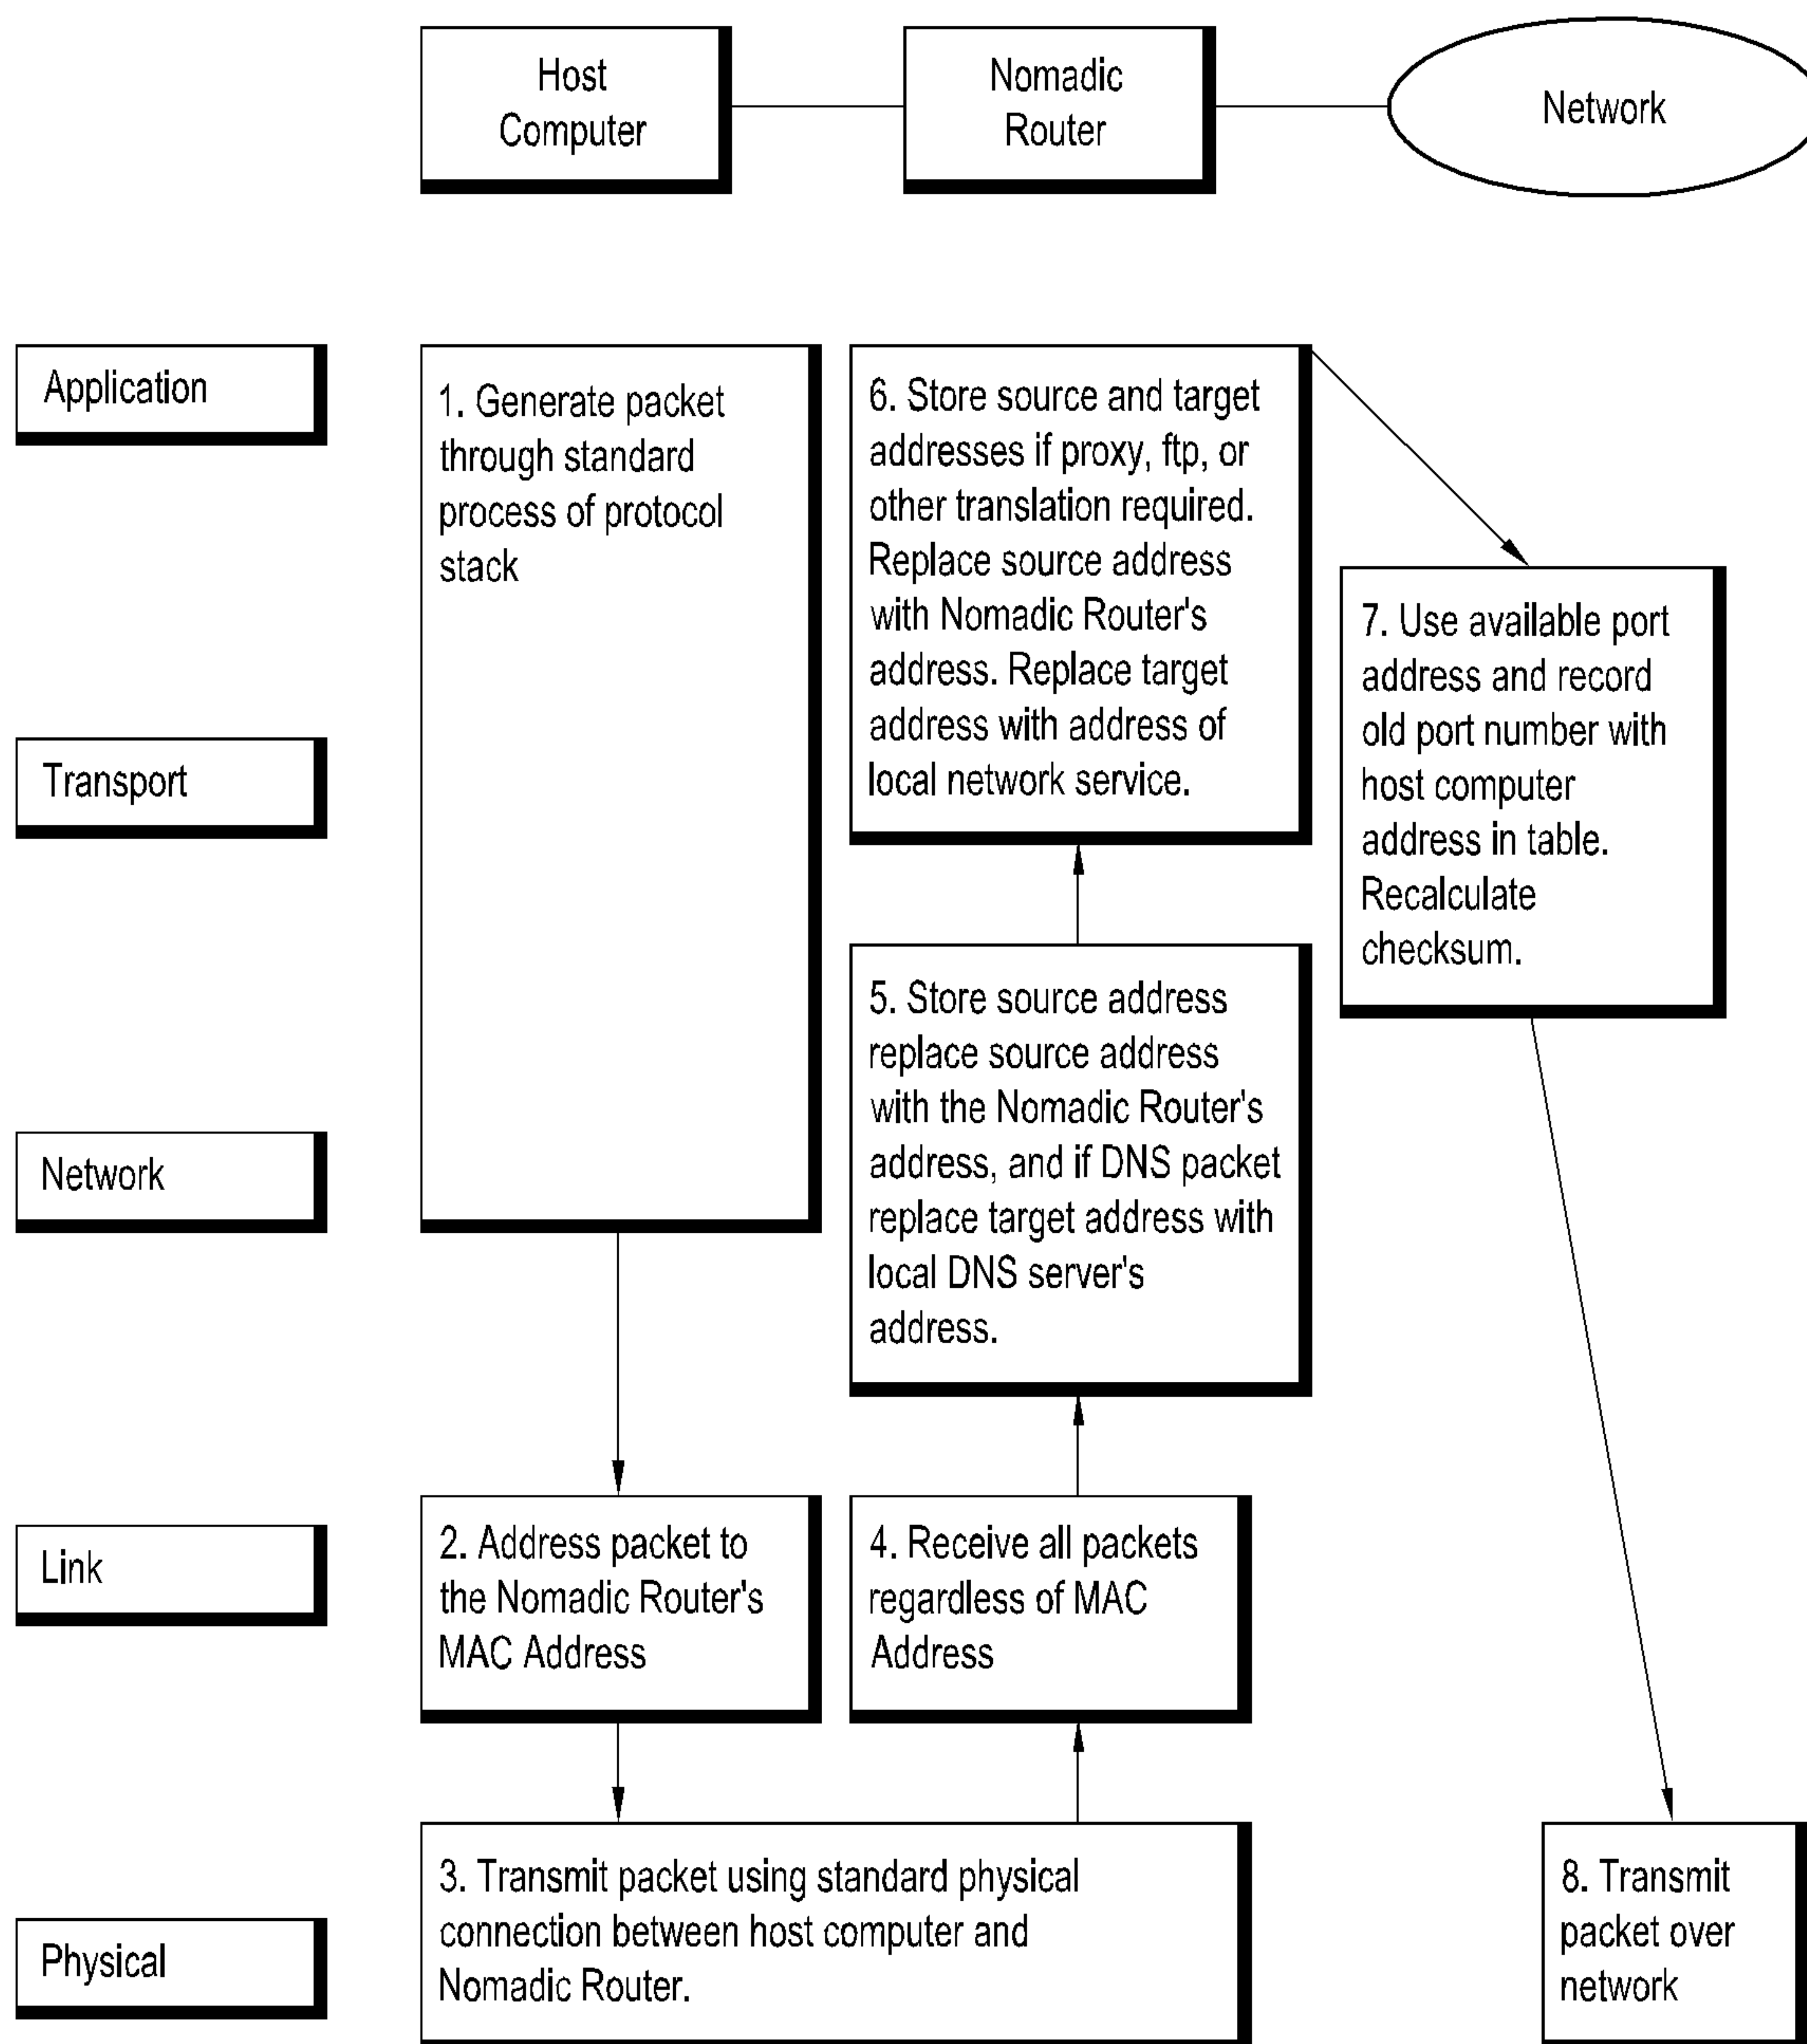 Host
Computer
Nomadic
Router
Network
Application
Transport
Network
Link
Physical
1. Generate packet
through standard
process of protocol
stack
2. Address packet to
the Nomadic Router's
MAC Address
3. Transmit packet using standard physical
connection between host computer and
Nomadic Router.
4. Receive all packets
regardless of MAC
Address
5. Store source address
replace source address
with the Nomadic Router's
address, and if DNS packet
replace target address with
local DNS server's
address.
6. Store source and target
addresses if proxy, ftp, or
other translation required.
Replace source address
with Nomadic Router's
address. Replace target
address with address of
local network service.
7. Use available port
address and record
old port number with
host computer
address in table.
Recalculate
checksum.
8. Transmit
packet over
network